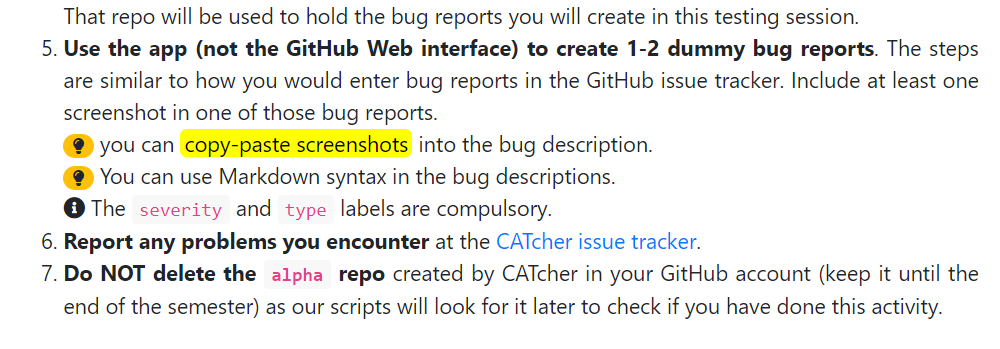 That repo will be used to hold the bug reports you will create in this testing session.
5. Use the app (not the GitHub Web interface) to create 1-2 dummy bug reports. The steps
are similar to how you would enter bug reports in the GitHub issue tracker. Include at least one
screenshot in one of those bug reports.
you can copy-paste screenshots into the bug description.
You can use Markdown syntax in the bug descriptions.
The severity and type labels are compulsory.
6. Report any problems you encounter at the CATcher issue tracker.
7. Do NOT delete the alpha repo created by CATcher in your GitHub account (keep it until the
end of the semester) as our scripts will look for it later to check if you have done this activity.